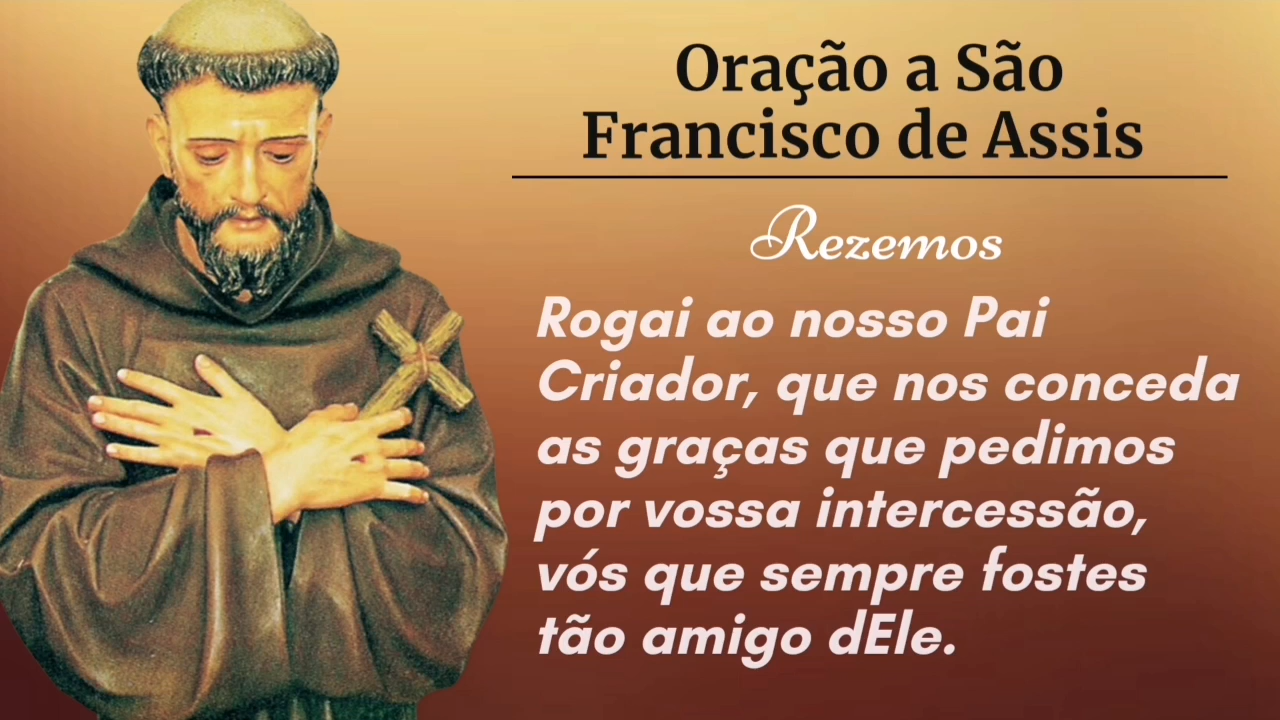 Oração a São
Francisco de Assis
Rezemos
Rogai ao nosso Pai
Criador, que nos conceda
as graças que pedimos
por vossa intercessão,
vós que sempre fostes
tão amigo dEle.